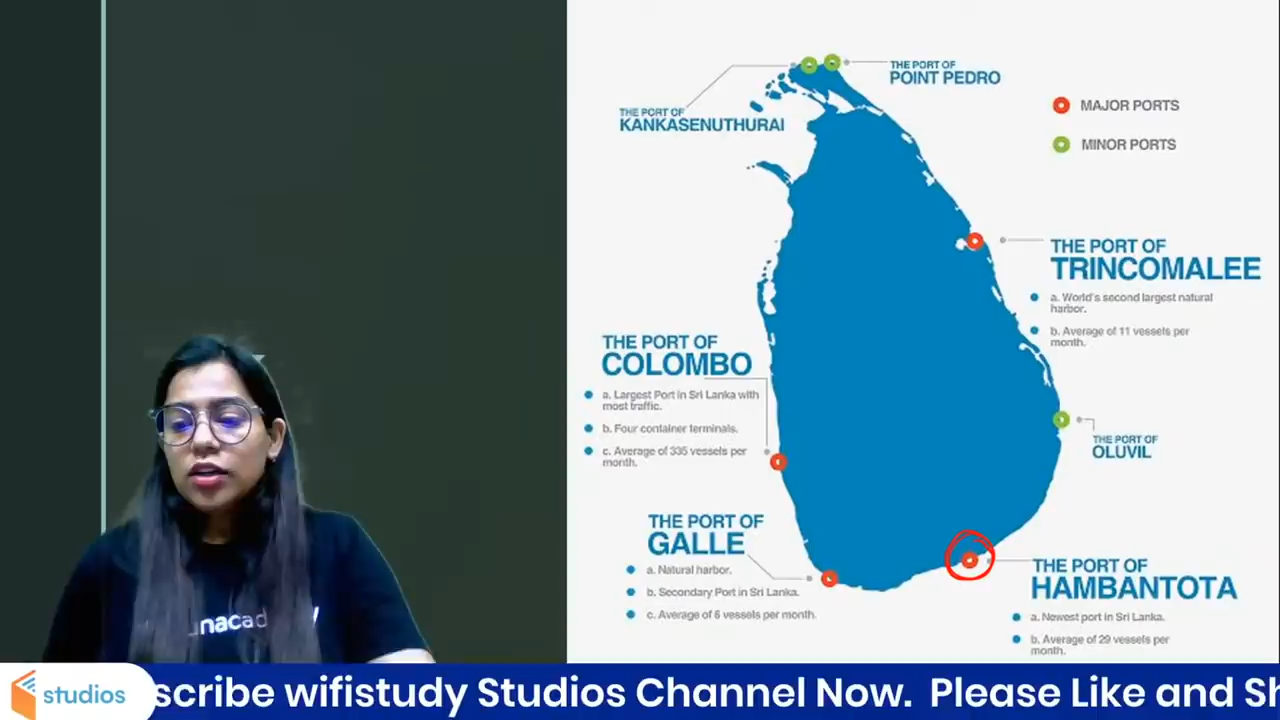 THE PORT OF
POINT PEDRO
THE PORT OF
KANKASENUTHURAI
MAJOR PORTS
MINOR PORTS
THE PORT OF
TRINCOMALEE
a. World's second largest natural
harbor.
b. Average of 11 vessels per
month.
THE PORT OF
COLOMBO
a. Largest Port in Sri Lanka with
most traffic.
b. Four container terminals.
c. Average of 335 vessels per
month.
THE PORT OF
OLUVIL
THE PORT OF
GALLE
a. Natural harbor.
b. Secondary Port in Sri Lanka.
c. Average of 6 vessels per month.
THE PORT OF
HAMBANTOTA
a. Newest port in Sri Lanka.
b. Average of 29 vessels per
month.
studios
scribe wifistudy Studios Channel Now. Please Like and Sh